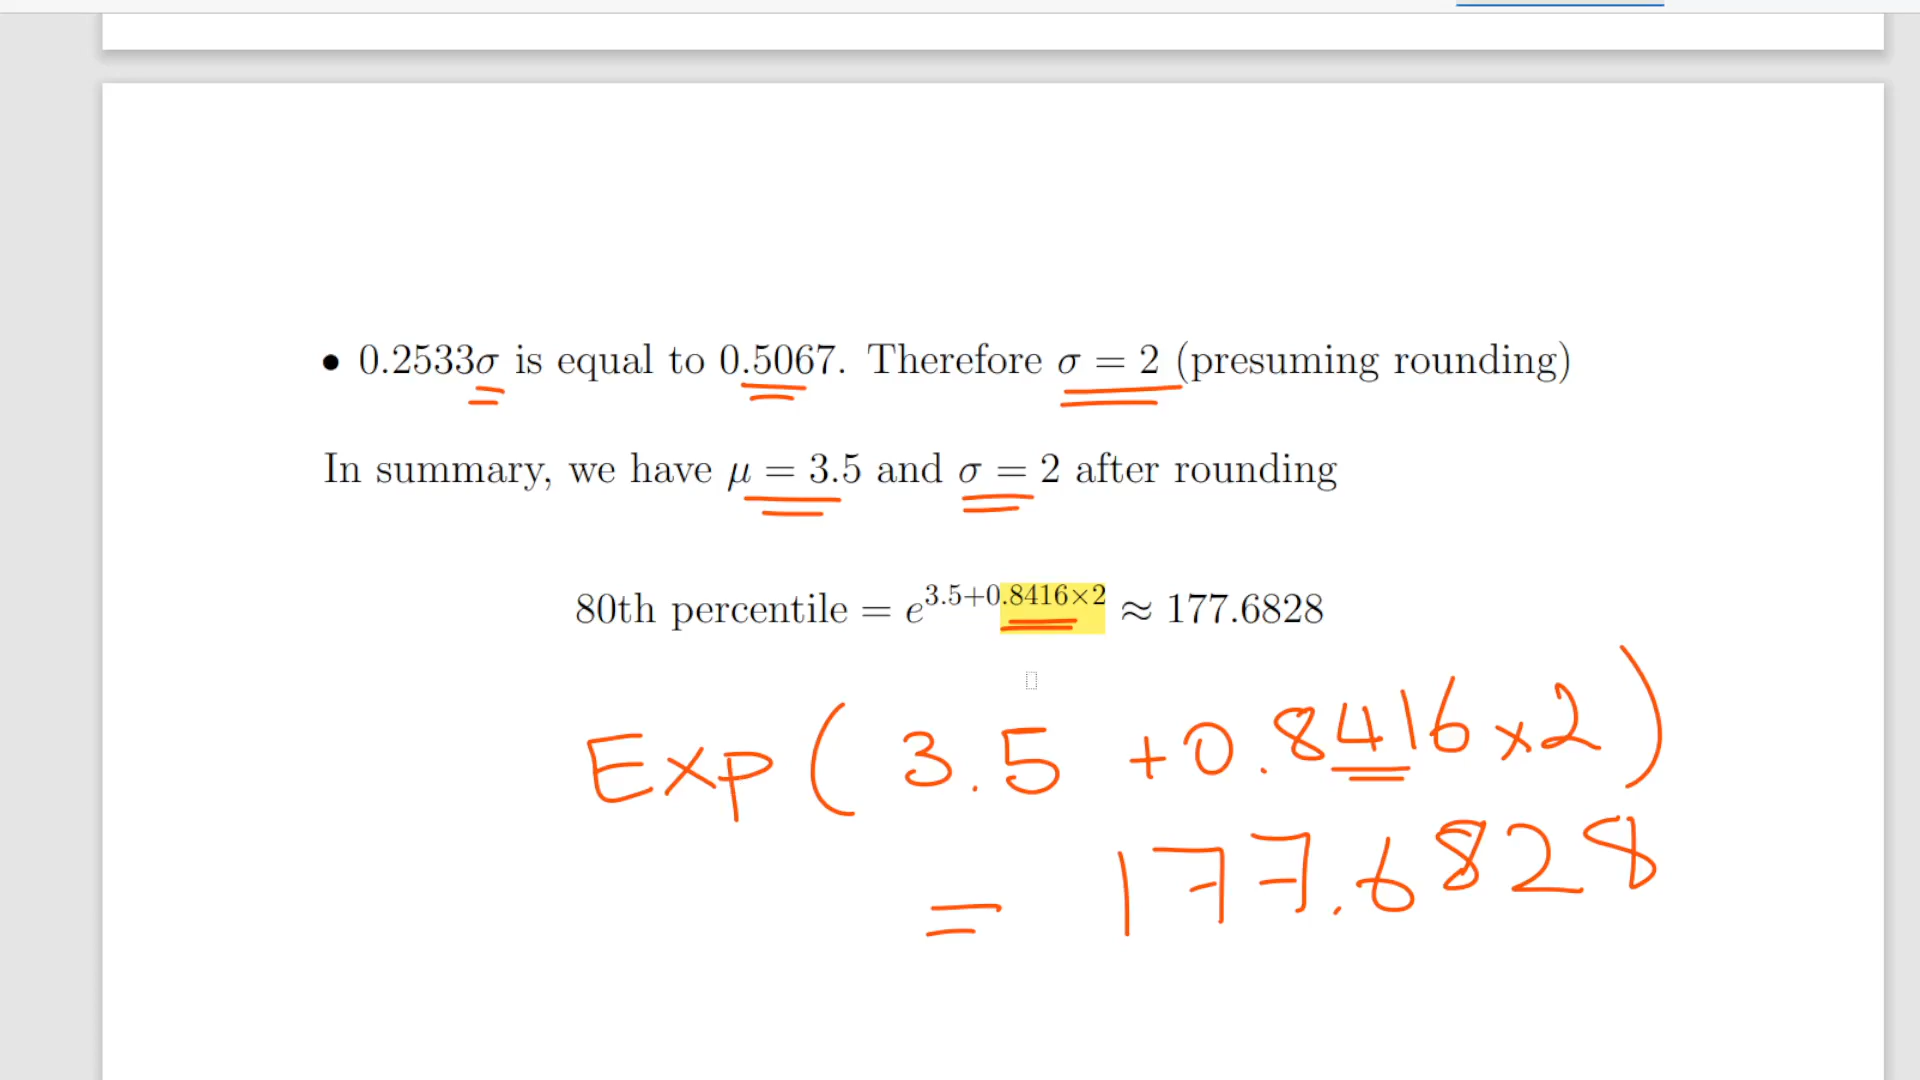 • 0.2533σ is equal to 0.5067. Therefore σ = 2 (presuming rounding)
In summary, we have μ = 3.5 and σ = 2 after rounding
80th percentile = e^{3.5+0.8416×2} ≈ 177.6828
Exp ( 3.5 + 0.8416 × 2 )
= 177.6828